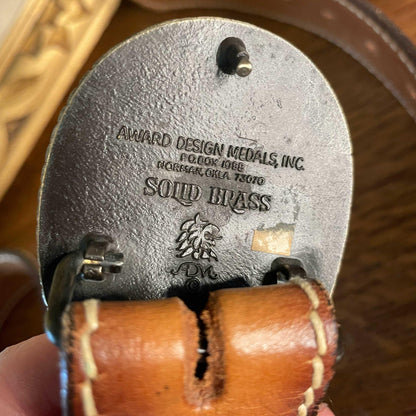 AWARD DESIGN MEDALS, INC.
P.O. BOX 1088
NORMAN, OKLA. 73070
SOLID BRASS
ADM
©